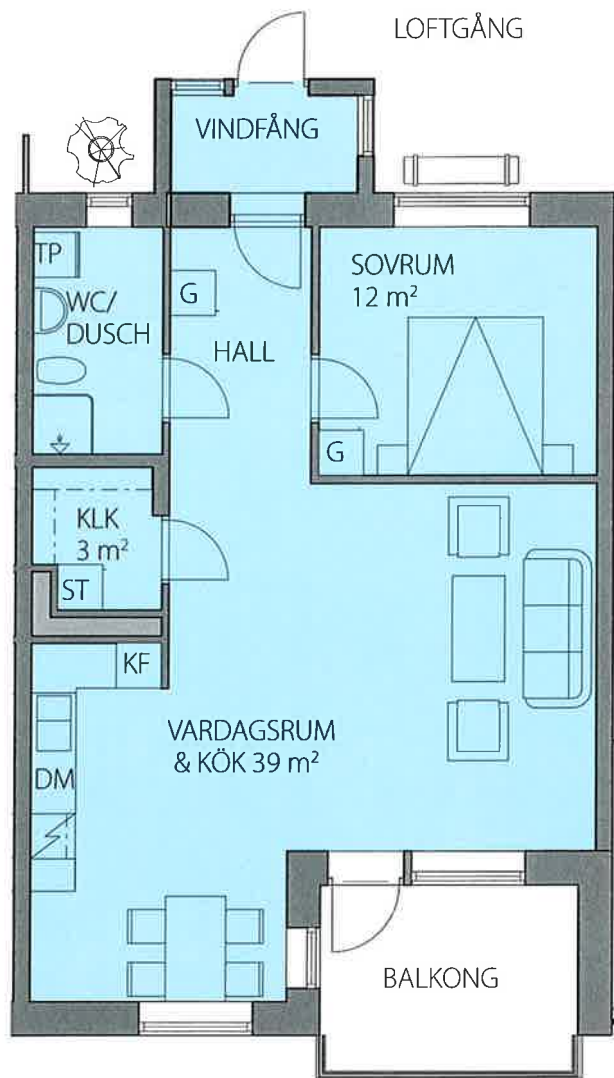 LOFTGÅNG
VINDFÅNG
TP
WC/
DUSCH
G
HALL
SOVRUM
12 m²
G
KLK
3 m²
ST
KF
VARDAGSRUM
& KÖK 39 m²
DM
BALKONG